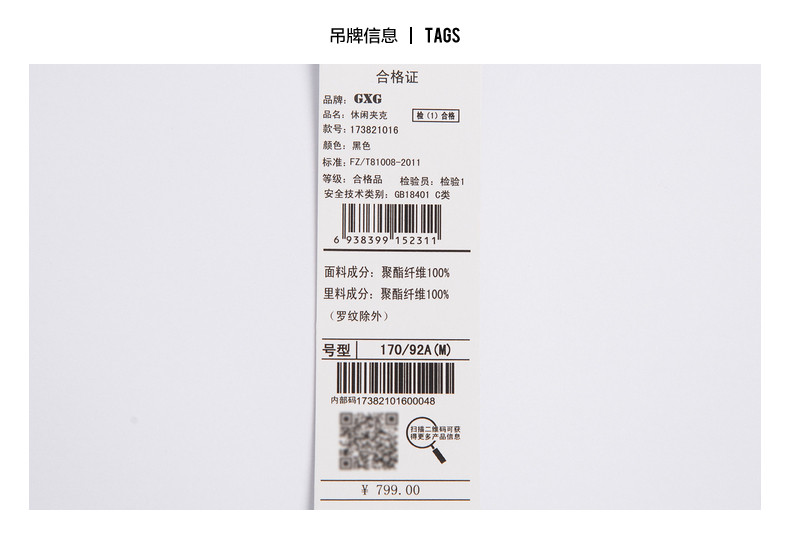 吊牌信息 | TAGS
合格证
品牌：GXG
品名：休闲夹克 检（1）合格
款号：173821016
颜色：黑色
标准：FZ/T81008-2011
等级：合格品 检验员：检验1
安全技术类别：GB18401 C类
6 938399 152311
面料成分：聚酯纤维100%
里料成分：聚酯纤维100%
（罗纹除外）
号型 170/92A(M)
内部码17382101600048
扫描二维码可获
得更多产品信息
¥ 799.00